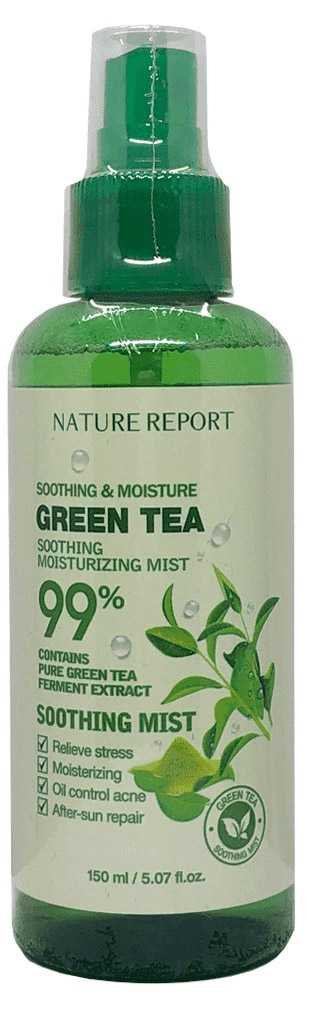 NATURE REPORT
SOOTHING & MOISTURE
GREEN TEA
SOOTHING
MOISTURIZING MIST
99%
CONTAINS
PURE GREEN TEA
FERMENT EXTRACT
SOOTHING MIST
Relieve stress
Moisterizing
Oil control acne
After-sun repair
GREEN TEA
SOOTHING MIST
150 ml / 5.07 fl.oz.